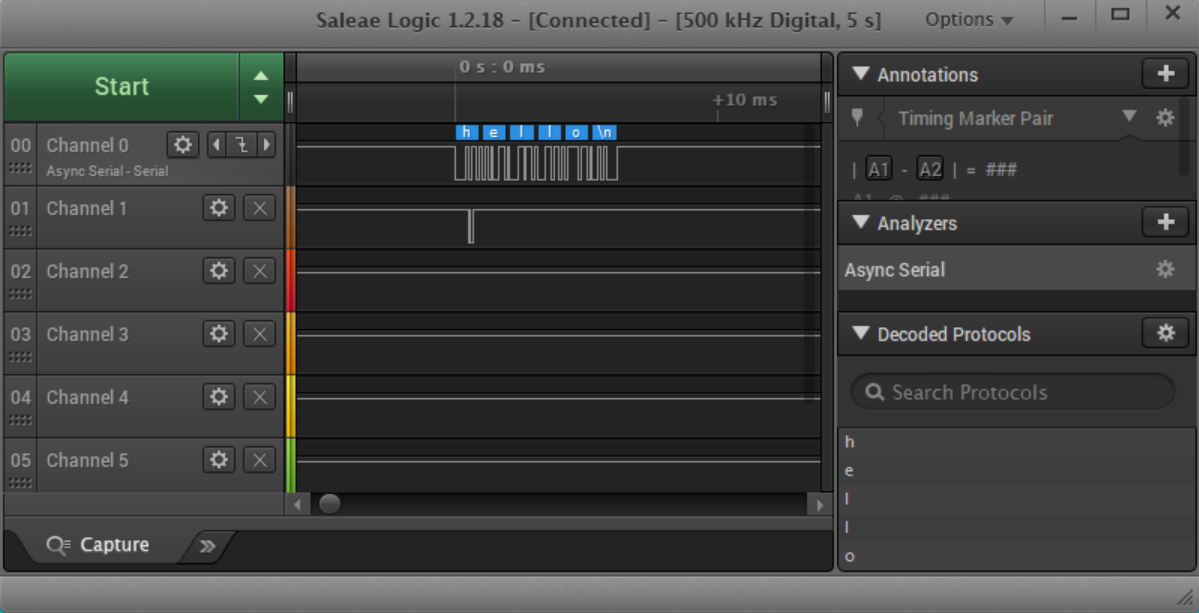 Saleae Logic 1.2.18 - [Connected] - [500 kHz Digital, 5 s]
Options
Start
0 s : 0 ms
+10 ms
00 Channel 0
Async Serial - Serial
h e l l o \n
01 Channel 1
02 Channel 2
03 Channel 3
04 Channel 4
05 Channel 5
Capture
Annotations
Timing Marker Pair
| A1 - A2 | = ###
A1 @ ###
Analyzers
Async Serial
Decoded Protocols
Search Protocols
h
e
l
l
o